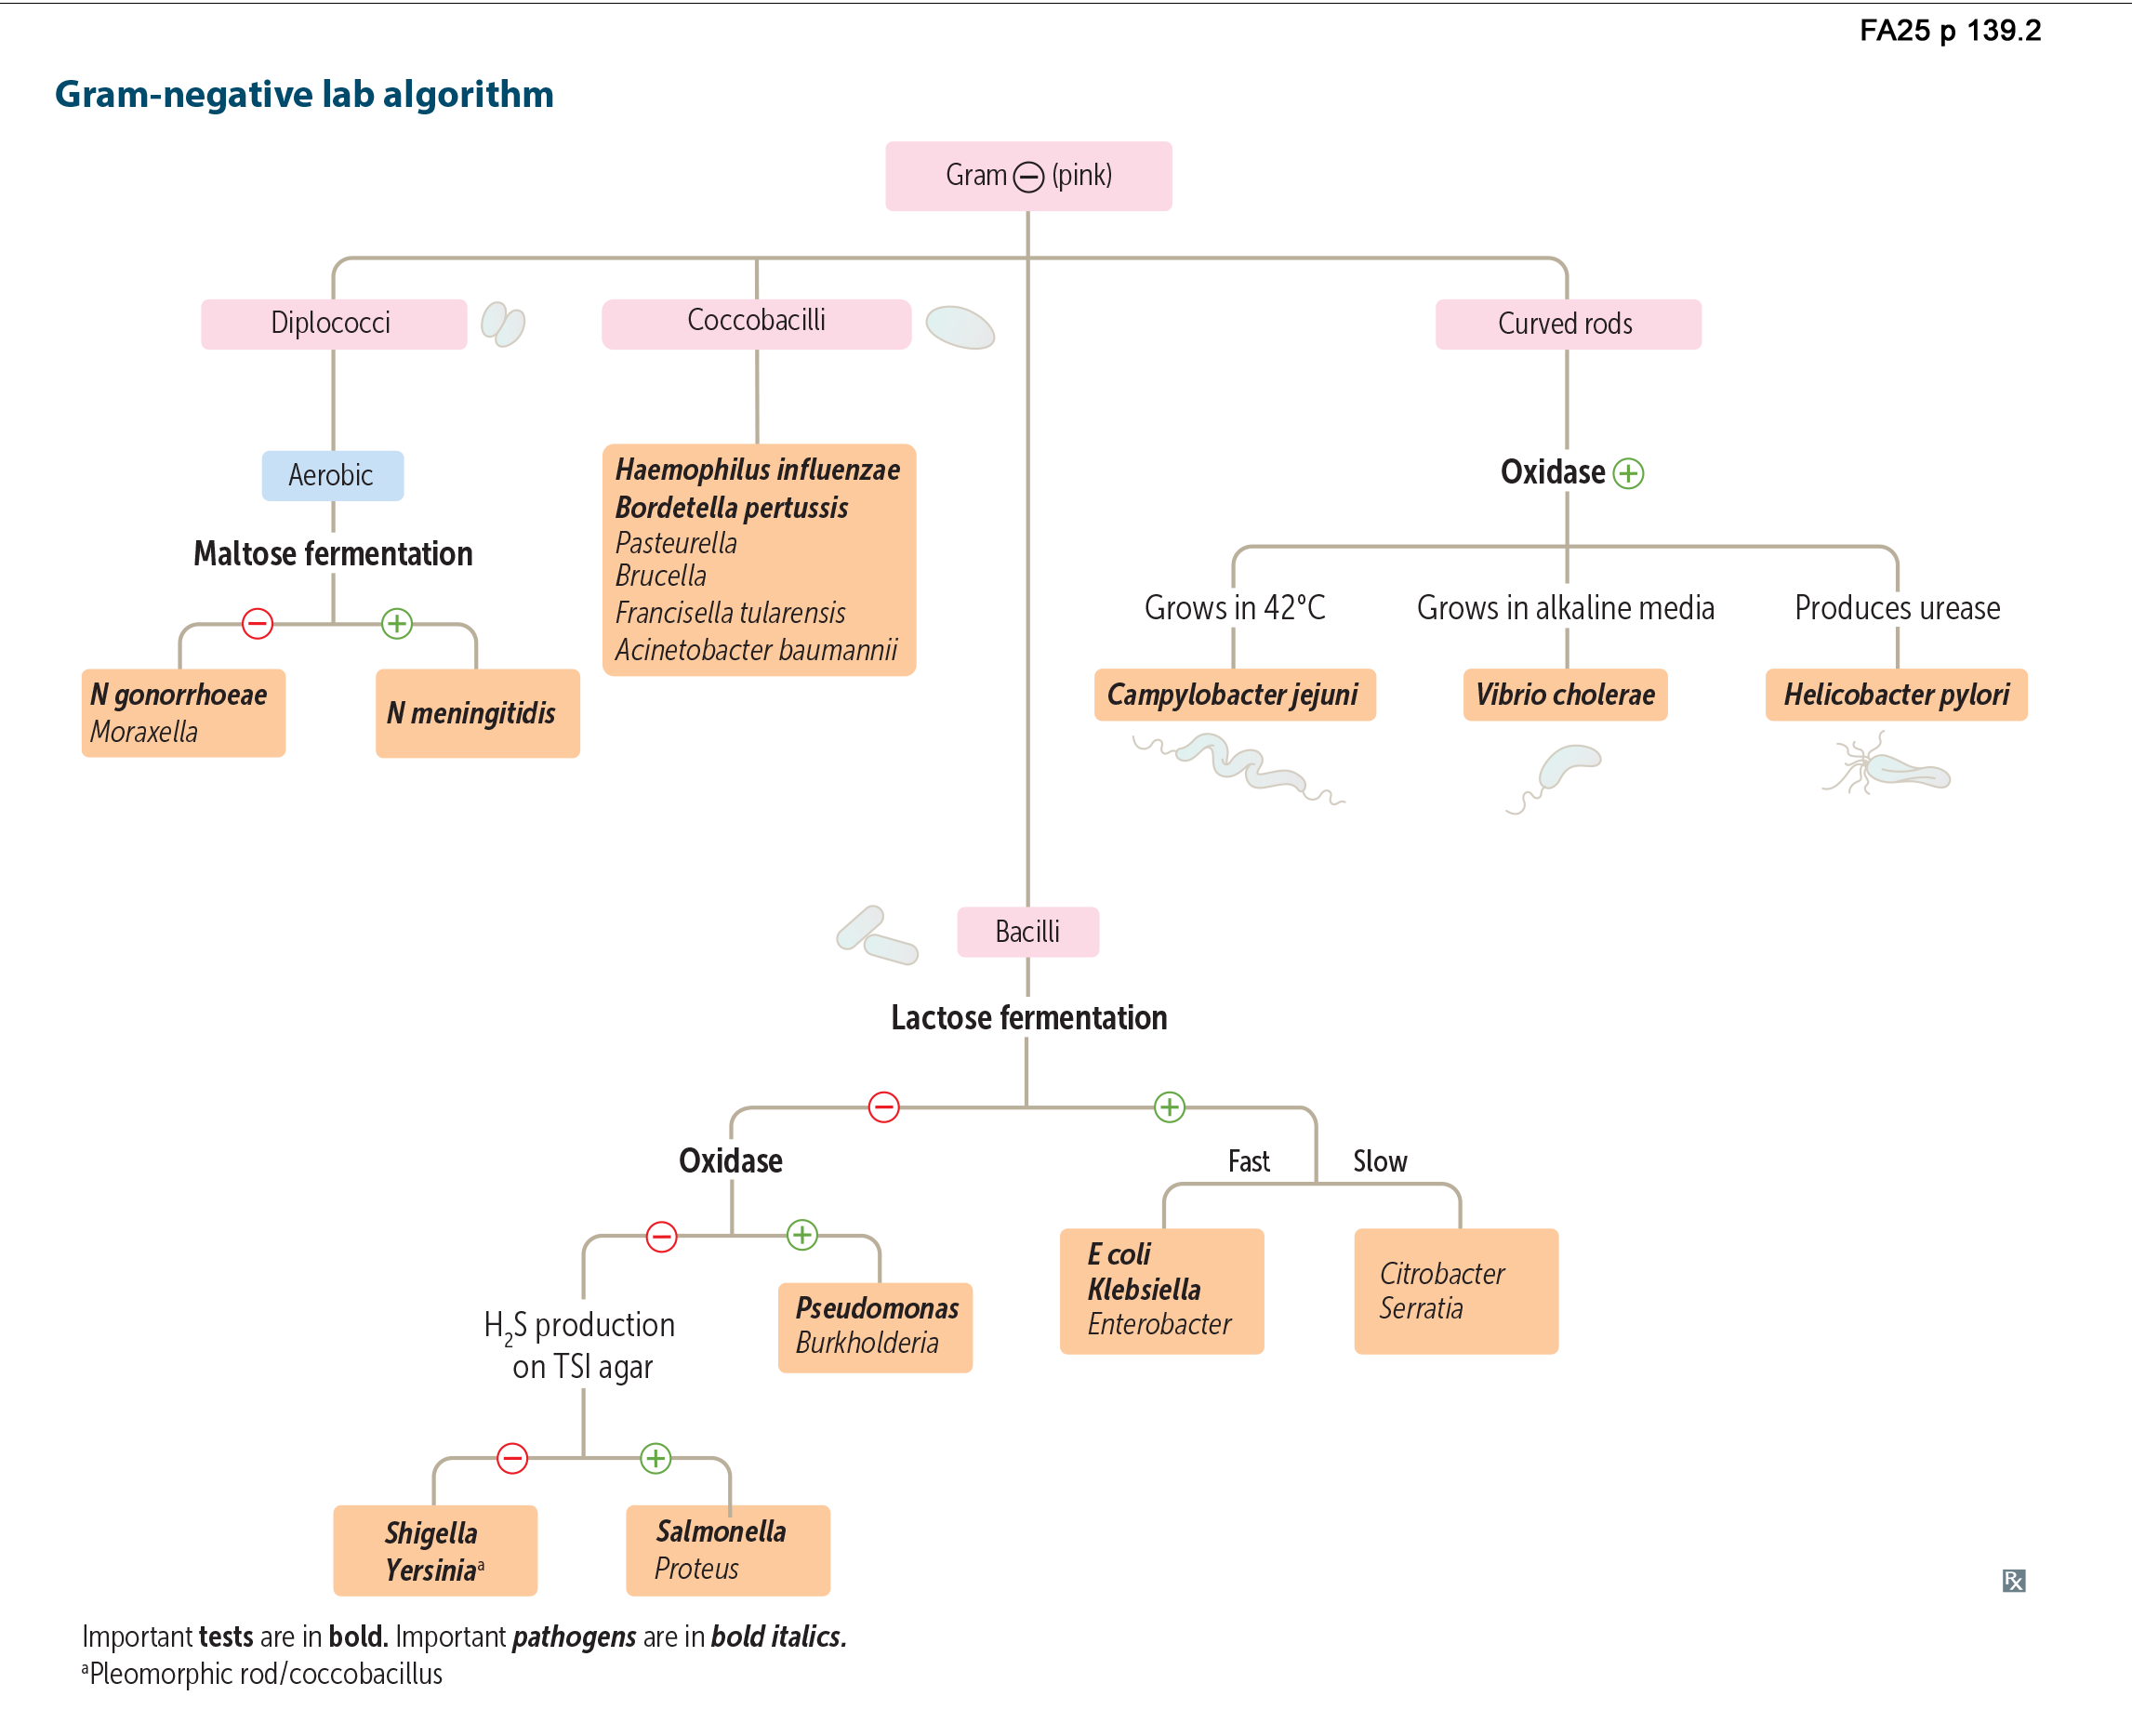 FA25 p 139.2
Gram-negative lab algorithm
Gram ⊖ (pink)
Diplococci
Coccobacilli
Curved rods
Aerobic
Maltose fermentation
N gonorrhoeae
Moraxella
N meningitidis
Haemophilus influenzae
Bordetella pertussis
Pasteurella
Brucella
Francisella tularensis
Acinetobacter baumannii
Oxidase ⊕
Grows in 42°C
Grows in alkaline media
Produces urease
Campylobacter jejuni
Vibrio cholerae
Helicobacter pylori
Bacilli
Lactose fermentation
Oxidase
Fast
Slow
H₂S production
on TSI agar
Pseudomonas
Burkholderia
E coli
Klebsiella
Enterobacter
Citrobacter
Serratia
Shigella
Yersiniaᵃ
Salmonella
Proteus
Important tests are in bold. Important pathogens are in bold italics.
ᵃPleomorphic rod/coccobacillus
Rx